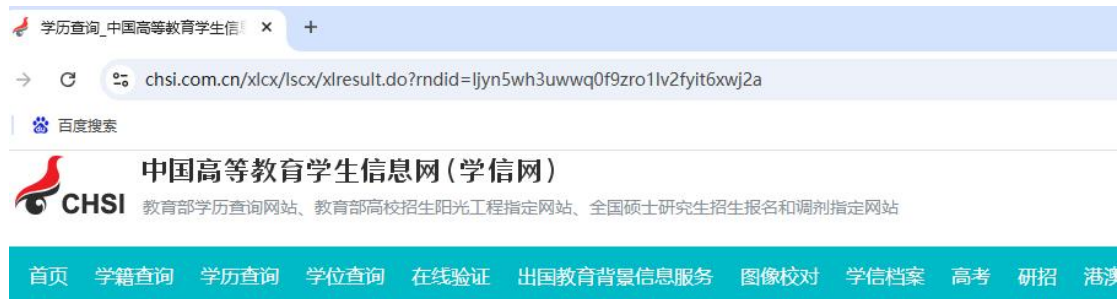 学历查询_中国高等教育学生信
chsi.com.cn/xlcx/lscx/xlresult.do?rndid=ljyn5wh3uwwq0f9zro1lv2fyit6xwj2a
百度搜索
中国高等教育学生信息网(学信网)
CHSI 教育部学历查询网站、教育部高校招生阳光工程指定网站、全国硕士研究生招生报名和调剂指定网站
首页 学籍查询 学历查询 学位查询 在线验证 出国教育背景信息服务 图像校对 学信档案 高考 研招 港澳